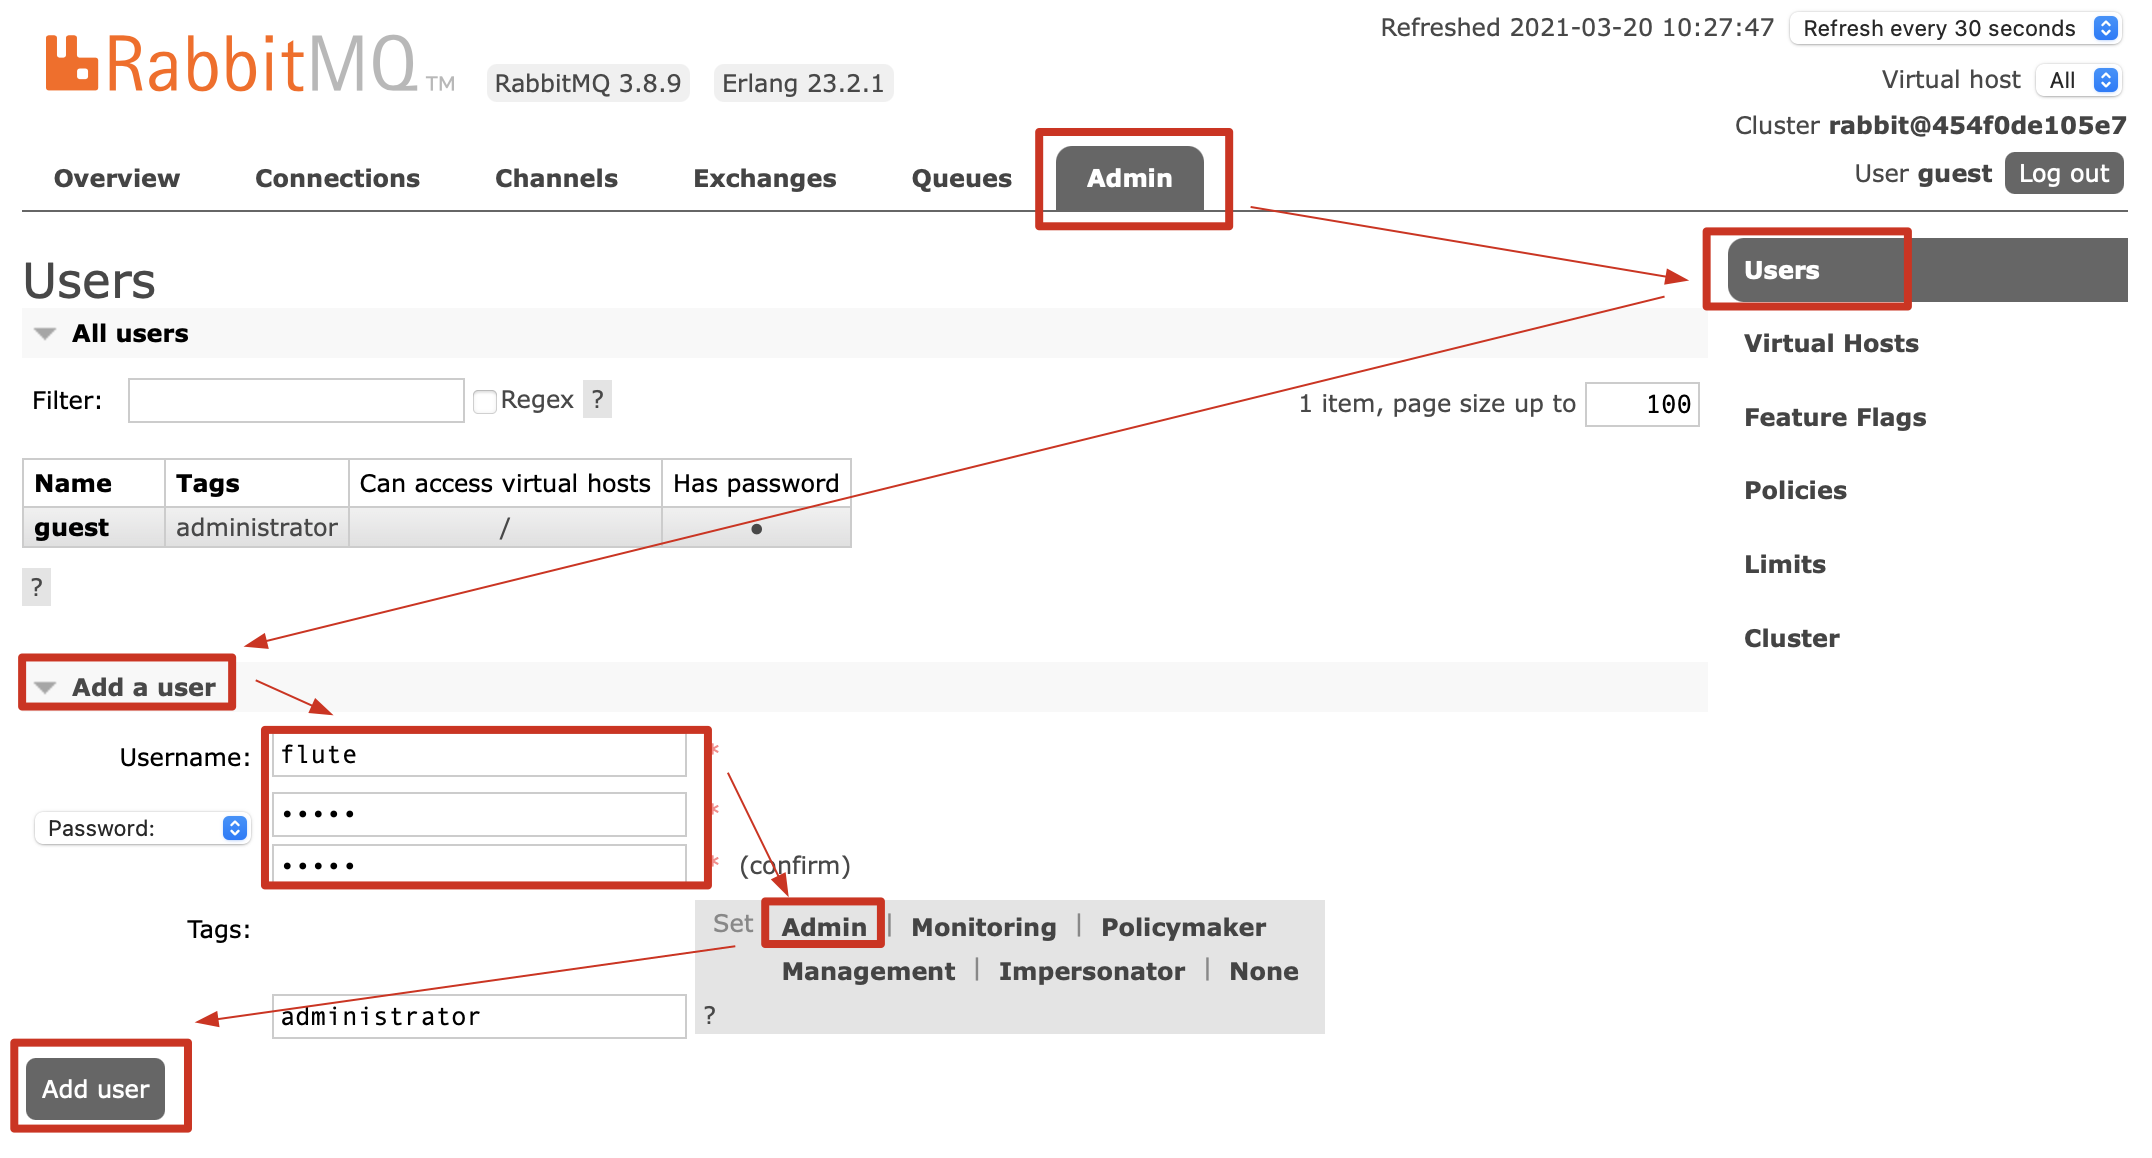 Refreshed 2021-03-20 10:27:47 Refresh every 30 seconds
RabbitMQ TM RabbitMQ 3.8.9 Erlang 23.2.1
Virtual host All
Cluster rabbit@454f0de105e7
User guest Log out
Overview Connections Channels Exchanges Queues Admin
Users
All users
Filter: Regex ? 1 item, page size up to 100
Name Tags Can access virtual hosts Has password
guest administrator / •
?
Add a user
Username: flute *
Password: ••••• *
••••• * (confirm)
Tags: Set Admin | Monitoring | Policymaker
Management | Impersonator | None
administrator ?
Add user
Users
Virtual Hosts
Feature Flags
Policies
Limits
Cluster